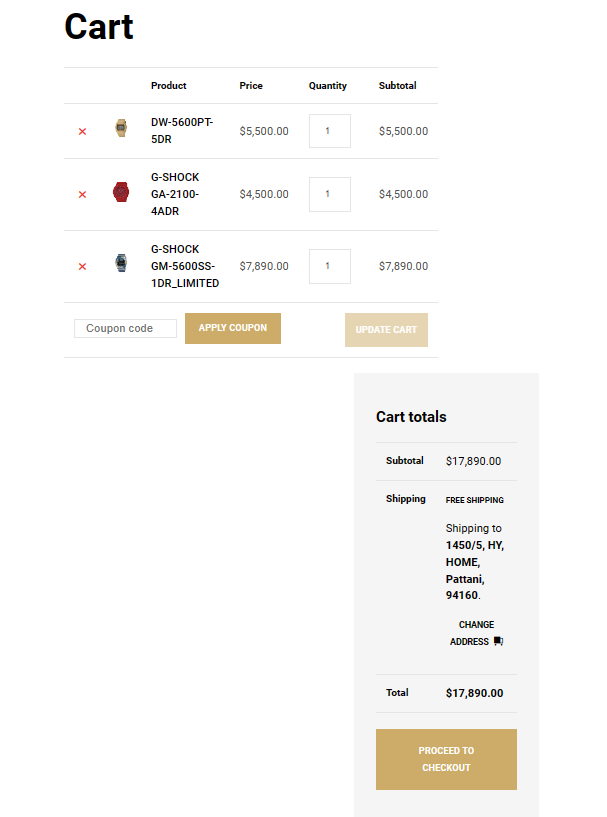 Cart
Product Price Quantity Subtotal
× DW-5600PT-
5DR $5,500.00 1 $5,500.00
× G-SHOCK
GA-2100-
4ADR $4,500.00 1 $4,500.00
× G-SHOCK
GM-5600SS-
1DR_LIMITED $7,890.00 1 $7,890.00
Coupon code APPLY COUPON UPDATE CART
Cart totals
Subtotal $17,890.00
Shipping FREE SHIPPING
Shipping to
1450/5, HY,
HOME,
Pattani,
94160.
CHANGE
ADDRESS
Total $17,890.00
PROCEED TO
CHECKOUT